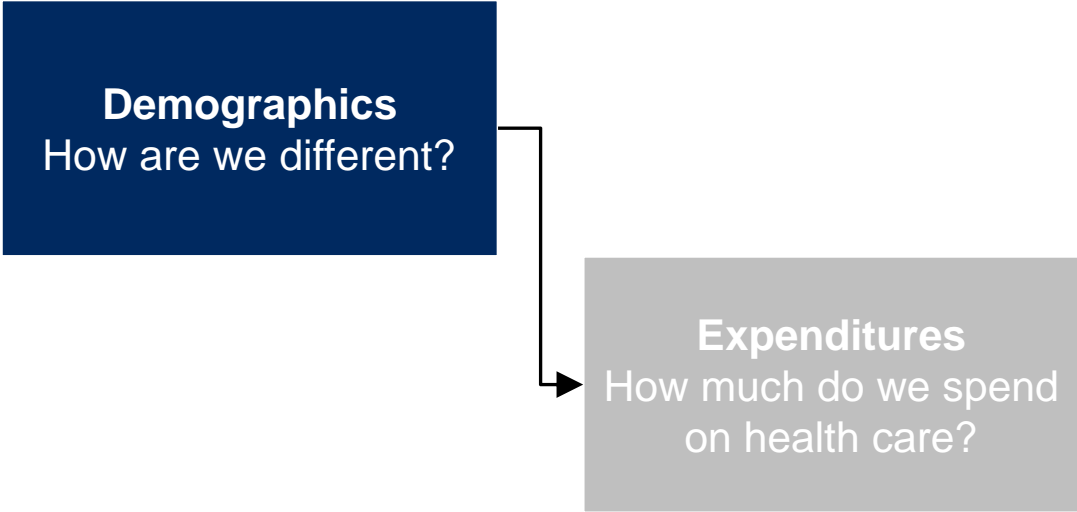 Demographics
How are we different?
Expenditures
How much do we spend
on health care?